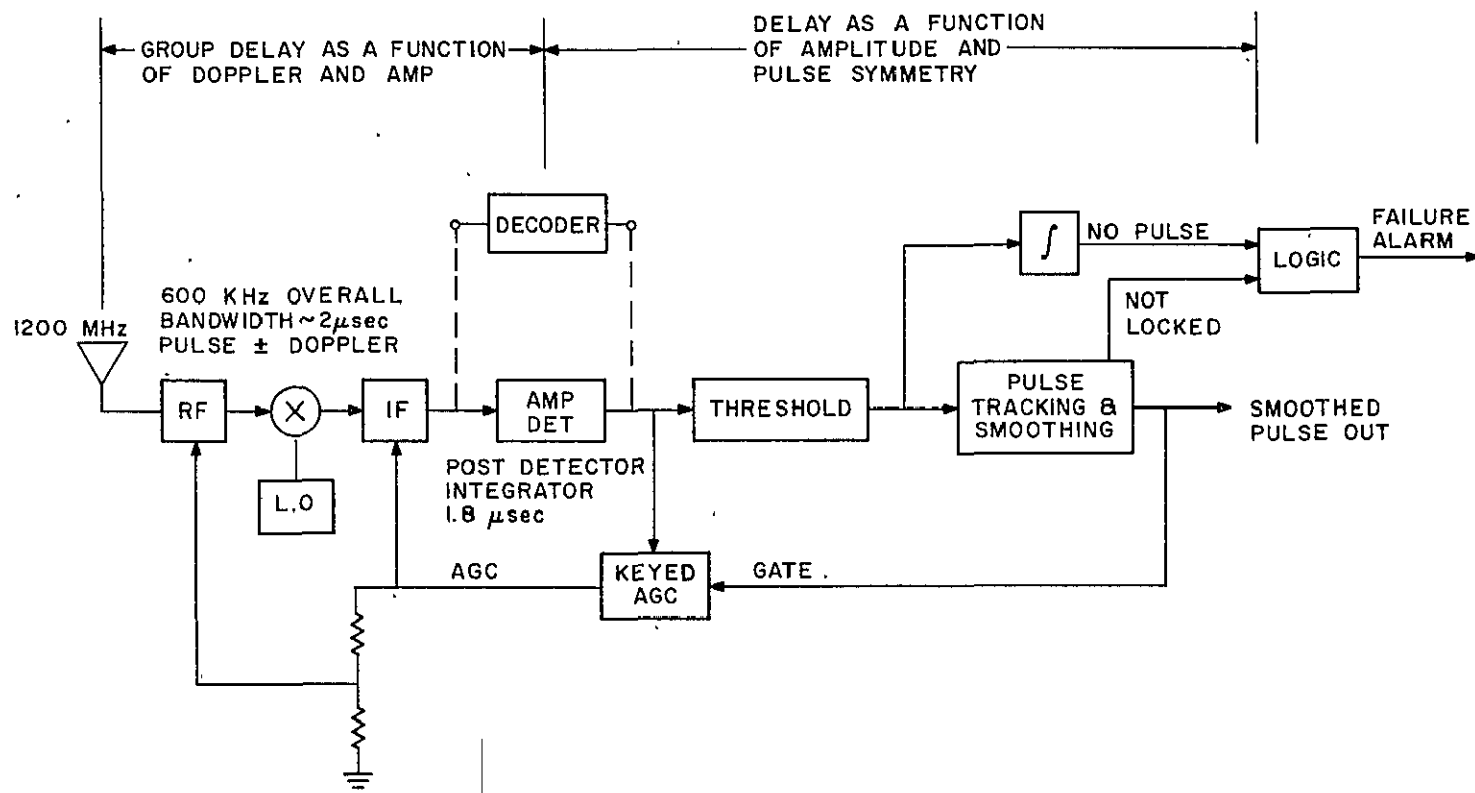 GROUP DELAY AS A FUNCTION
OF DOPPLER AND AMP
DELAY AS A FUNCTION
OF AMPLITUDE AND
PULSE SYMMETRY
DECODER
∫
NO PULSE
LOGIC
FAILURE
ALARM
NOT
LOCKED
1200 MHz
600 KHz OVERALL
BANDWIDTH ~ 2μsec
PULSE ± DOPPLER
RF
X
IF
AMP
DET
THRESHOLD
PULSE
TRACKING &
SMOOTHING
SMOOTHED
PULSE OUT
L.O
POST DETECTOR
INTEGRATOR
1.8 μsec
AGC
KEYED
AGC
GATE